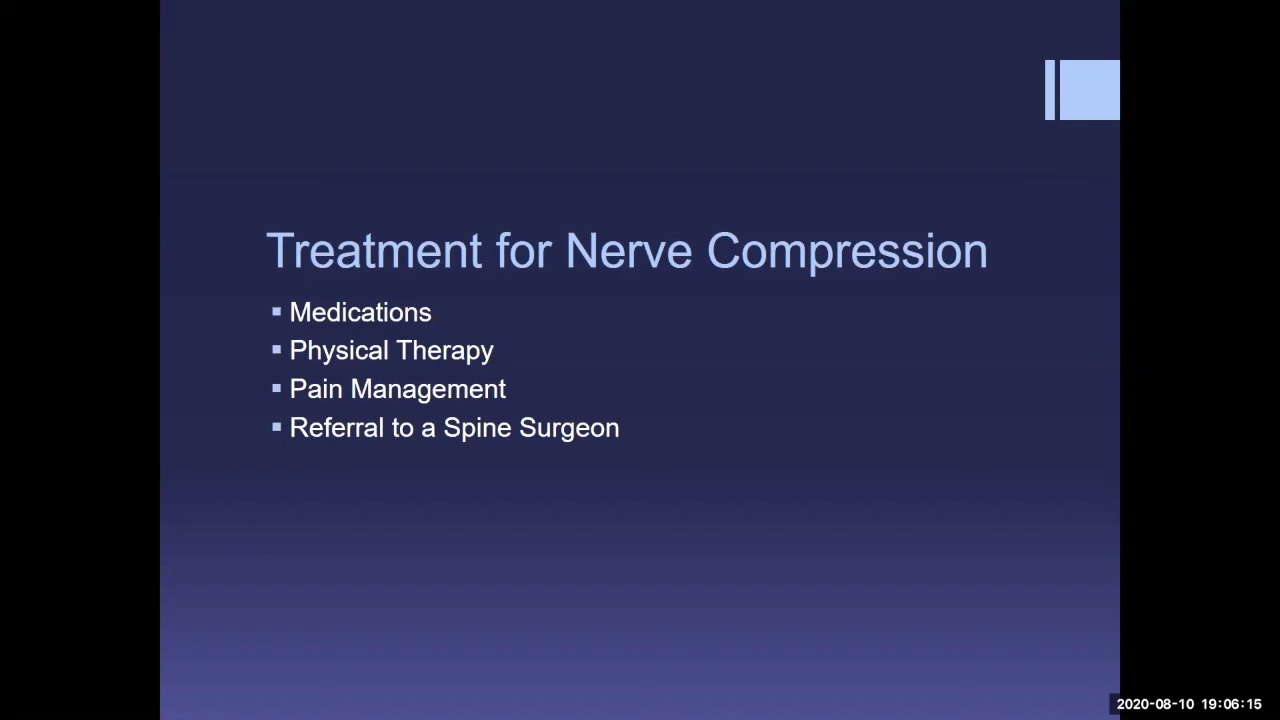 Treatment for Nerve Compression
▪ Medications
▪ Physical Therapy
▪ Pain Management
▪ Referral to a Spine Surgeon
2020-08-10 19:06:15